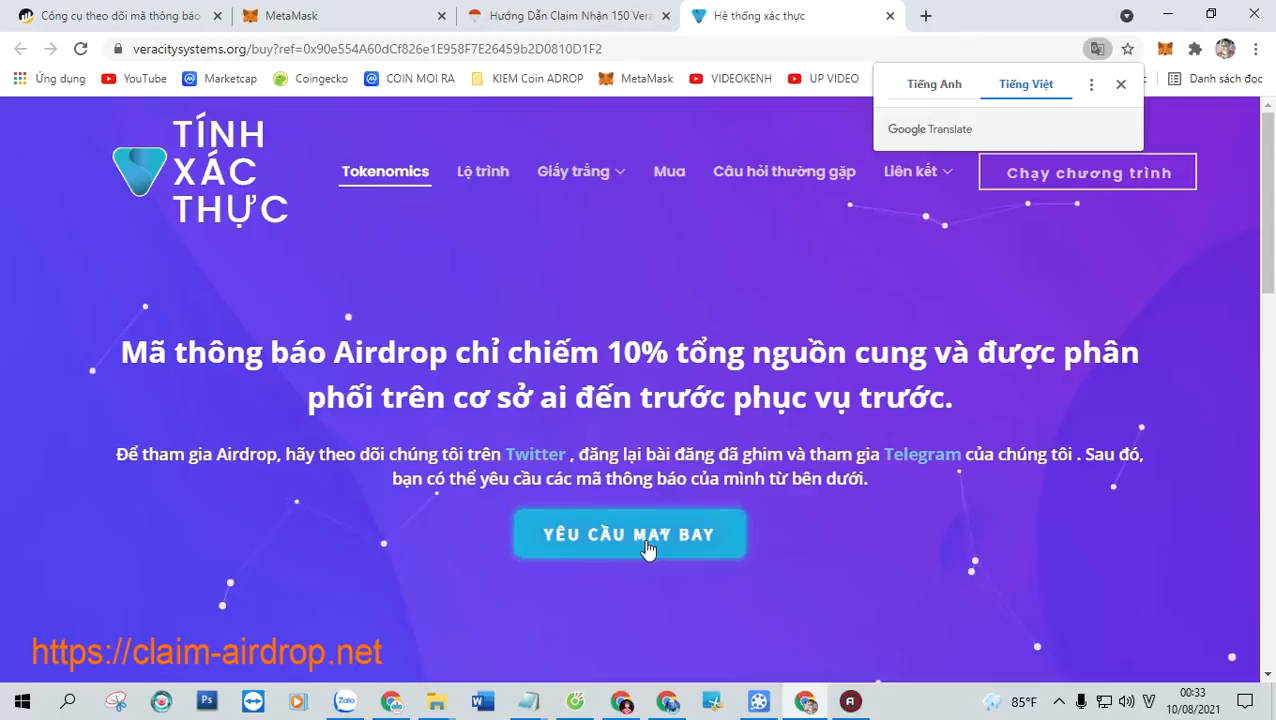 Công cụ theo dõi mã thông báo
MetaMask
Hướng Dẫn Claim Nhận 150 Vera
Hệ thống xác thực
veracitysystems.org/buy?ref=0x90e554A60dCf826e1E958F7E26459b2D0810D1F2
Ứng dụng
YouTube
Marketcap
Coingecko
COIN MOI RA
KIEM Coin ADROP
MetaMask
VIDEOKENH
UP VIDEO
Danh sách đọc
Tiếng Anh
Tiếng Việt
Google Translate
TÍNH
XÁC
THỰC
Tokenomics
Lộ trình
Giấy trắng
Mua
Câu hỏi thường gặp
Liên kết
Chạy chương trình
Mã thông báo Airdrop chỉ chiếm 10% tổng nguồn cung và được phân
phối trên cơ sở ai đến trước phục vụ trước.
Để tham gia Airdrop, hãy theo dõi chúng tôi trên Twitter , đăng lại bài đăng đã ghim và tham gia Telegram của chúng tôi . Sau đó,
bạn có thể yêu cầu các mã thông báo của mình từ bên dưới.
YÊU CẦU MAY BAY
https://claim-airdrop.net
Ps
Zalo
85°F
V
00:33
10/08/2021